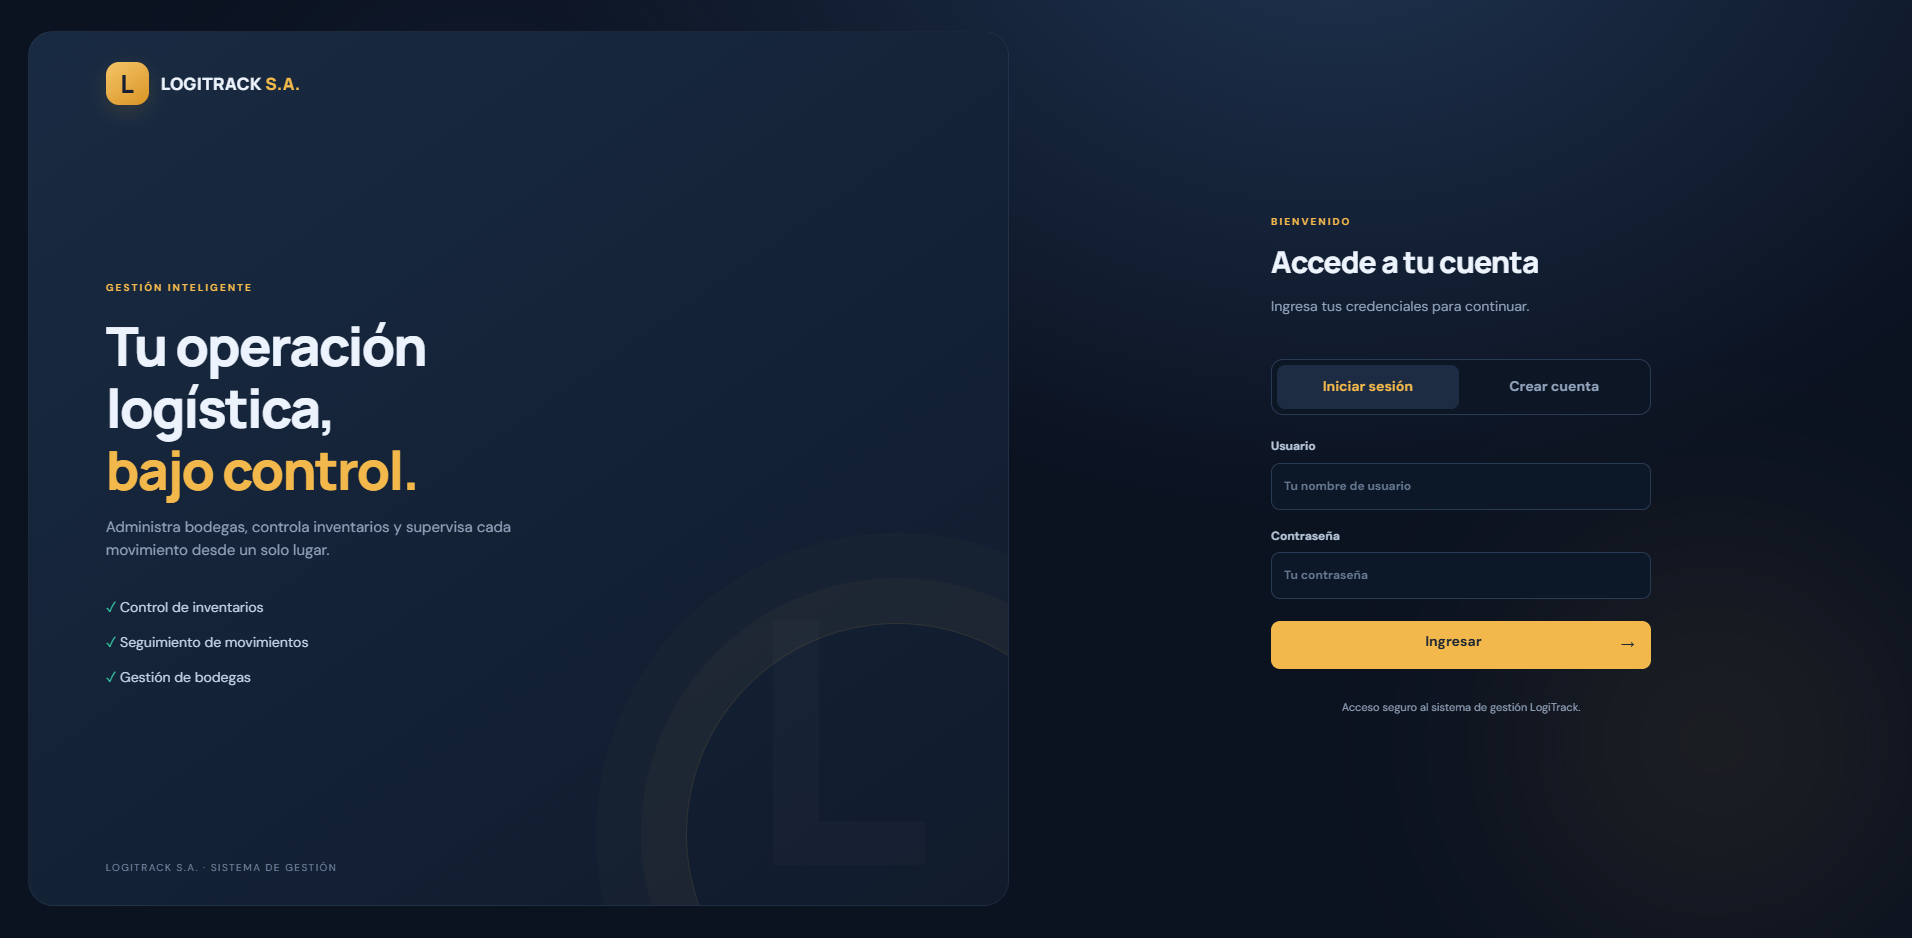 L LOGITRACK S.A.
GESTIÓN INTELIGENTE
Tu operación
logística,
bajo control.
Administra bodegas, controla inventarios y supervisa cada
movimiento desde un solo lugar.
✓ Control de inventarios
✓ Seguimiento de movimientos
✓ Gestión de bodegas
L
LOGITRACK S.A. · SISTEMA DE GESTIÓN
BIENVENIDO
Accede a tu cuenta
Ingresa tus credenciales para continuar.
Iniciar sesión Crear cuenta
Usuario
Tu nombre de usuario
Contraseña
Tu contraseña
Ingresar →
Acceso seguro al sistema de gestión LogiTrack.